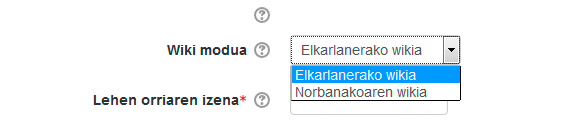 Wiki modua
Elkarlanerako wikia
Elkarlanerako wikia
Norbanakoaren wikia
Lehen orriaren izena*